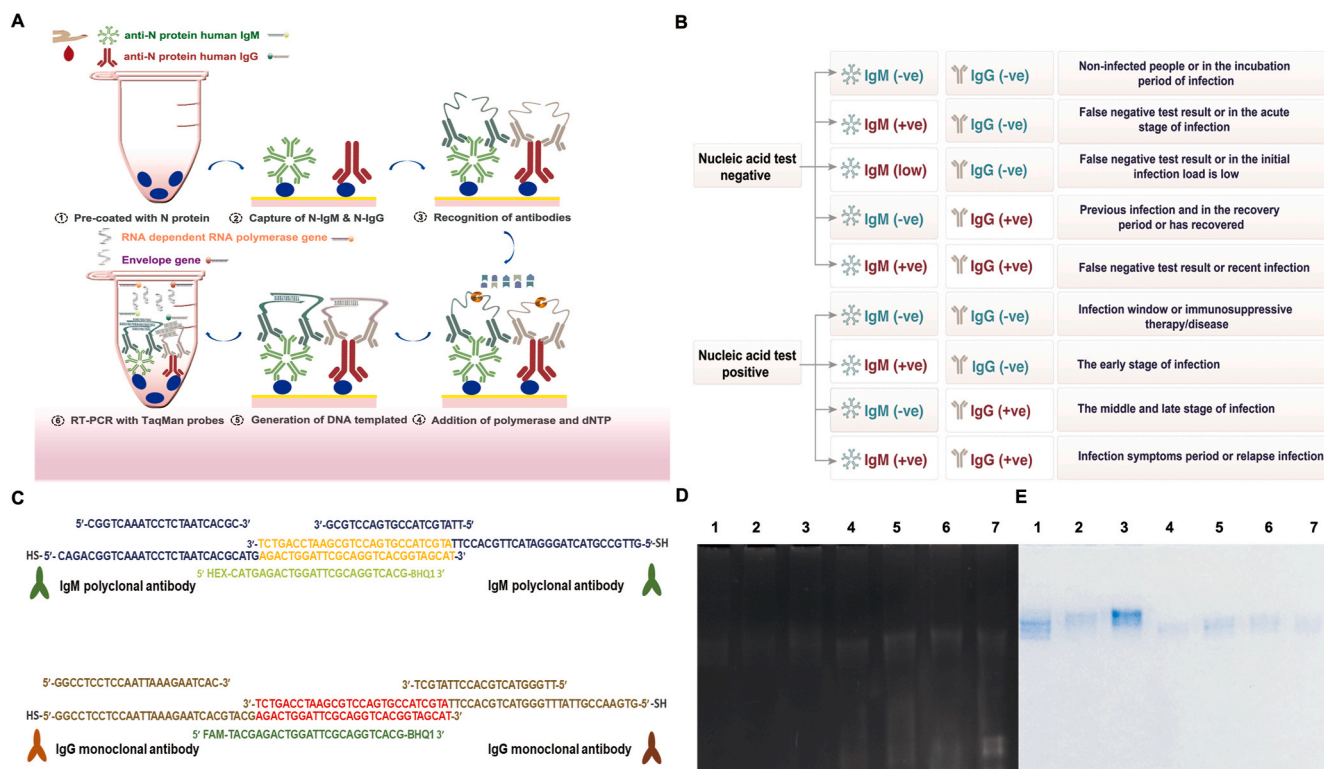 A
anti-N protein human IgM
anti-N protein human IgG
① Pre-coated with N protein
② Capture of N-IgM & N-IgG
③ Recognition of antibodies
RNA dependent RNA polymerase gene
Envelope gene
⑥ RT-PCR with TaqMan probes
⑤ Generation of DNA templated
④ Addition of polymerase and dNTP
B
Nucleic acid test
negative
IgM (-ve)
IgG (-ve)
Non-infected people or in the incubation
period of infection
IgM (+ve)
IgG (-ve)
False negative test result or in the acute
stage of infection
IgM (low)
IgG (-ve)
False negative test result or in the initial
infection load is low
IgM (-ve)
IgG (+ve)
Previous infection and in the recovery
period or has recovered
IgM (+ve)
IgG (+ve)
False negative test result or recent infection
Nucleic acid test
positive
IgM (-ve)
IgG (-ve)
Infection window or immunosuppressive
therapy/disease
IgM (+ve)
IgG (-ve)
The early stage of infection
IgM (-ve)
IgG (+ve)
The middle and late stage of infection
IgM (+ve)
IgG (+ve)
Infection symptoms period or relapse infection
C
5′-CGGTCAAATCCTCTAATCACGC-3′
3′-GCGTCCAGTGCCATCGTATT-5′
3′-TCTGACCTAAGCGTCCAGTGCCATCGTATTCCACGTTCATAGGGATCATGCCGTTG-5′-SH
HS-5′-CAGACGGTCAAATCCTCTAATCACGCATGAGACTGGATTCGCAGGTCACGGTAGCAT-3′
5′ HEX-CATGAGACTGGATTCGCAGGTCACG-BHQ1 3′
IgM polyclonal antibody
IgM polyclonal antibody
5′-GGCCTCCTCCAATTAAAGAATCAC-3′
3′-TCGTATTCCACGTCATGGGTT-5′
3′-TCTGACCTAAGCGTCCAGTGCCATCGTATTCCACGTCATGGGTTTATTGCCAAGTG-5′-SH
HS-5′-GGCCTCCTCCAATTAAAGAATCACGTACGAGACTGGATTCGCAGGTCACGGTAGCAT-3′
5′ FAM-TACGAGACTGGATTCGCAGGTCACG-BHQ1 3′
IgG monoclonal antibody
IgG monoclonal antibody
D
1 2 3 4 5 6 7
E
1 2 3 4 5 6 7